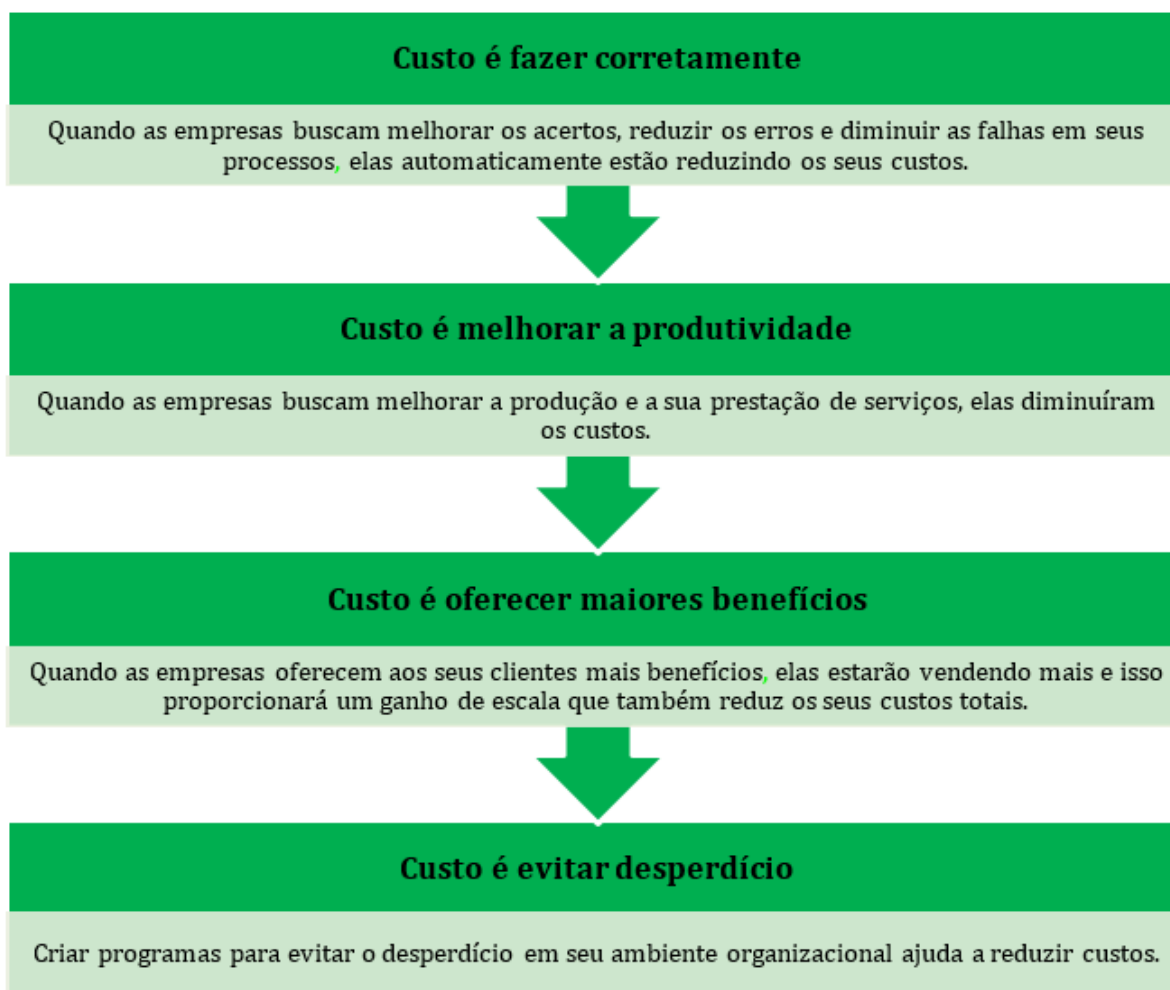 Custo é fazer corretamente
Quando as empresas buscam melhorar os acertos, reduzir os erros e diminuir as falhas em seus
processos, elas automaticamente estão reduzindo os seus custos.
Custo é melhorar a produtividade
Quando as empresas buscam melhorar a produção e a sua prestação de serviços, elas diminuíram
os custos.
Custo é oferecer maiores benefícios
Quando as empresas oferecem aos seus clientes mais benefícios, elas estarão vendendo mais e isso
proporcionará um ganho de escala que também reduz os seus custos totais.
Custo é evitar desperdício
Criar programas para evitar o desperdício em seu ambiente organizacional ajuda a reduzir custos.